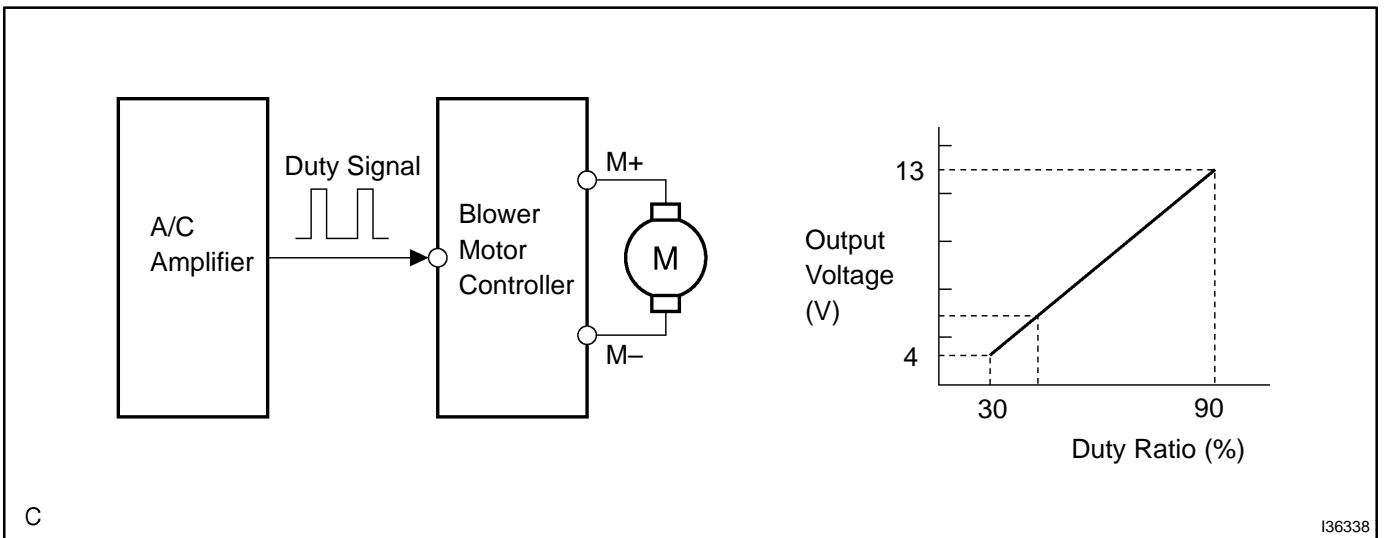 A/C
Amplifier
Duty Signal
Blower
Motor
Controller
M+
M
M–
Output
Voltage
(V)
13
4
30
90
Duty Ratio (%)
C
I36338